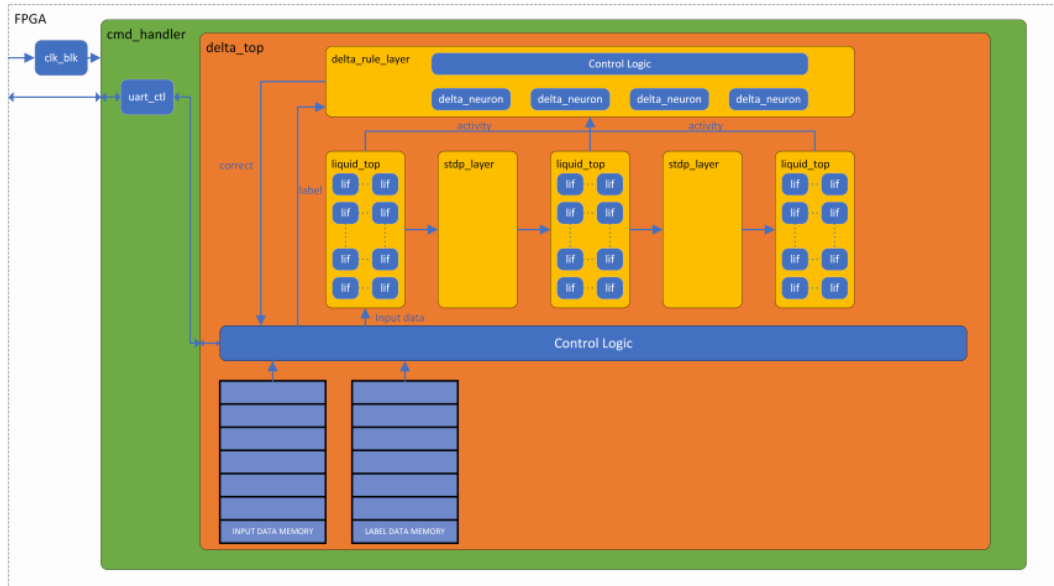 FPGA
cmd_handler
clk_blk
delta_top
delta_rule_layer
Control Logic
uart_ctl
delta_neuron delta_neuron delta_neuron delta_neuron
activity activity
correct
label
liquid_top stdp_layer liquid_top stdp_layer liquid_top
lif lif lif lif lif lif
lif lif lif lif lif lif
lif lif lif lif lif lif
lif lif lif lif lif lif
Input data
Control Logic
INPUT DATA MEMORY LABEL DATA MEMORY